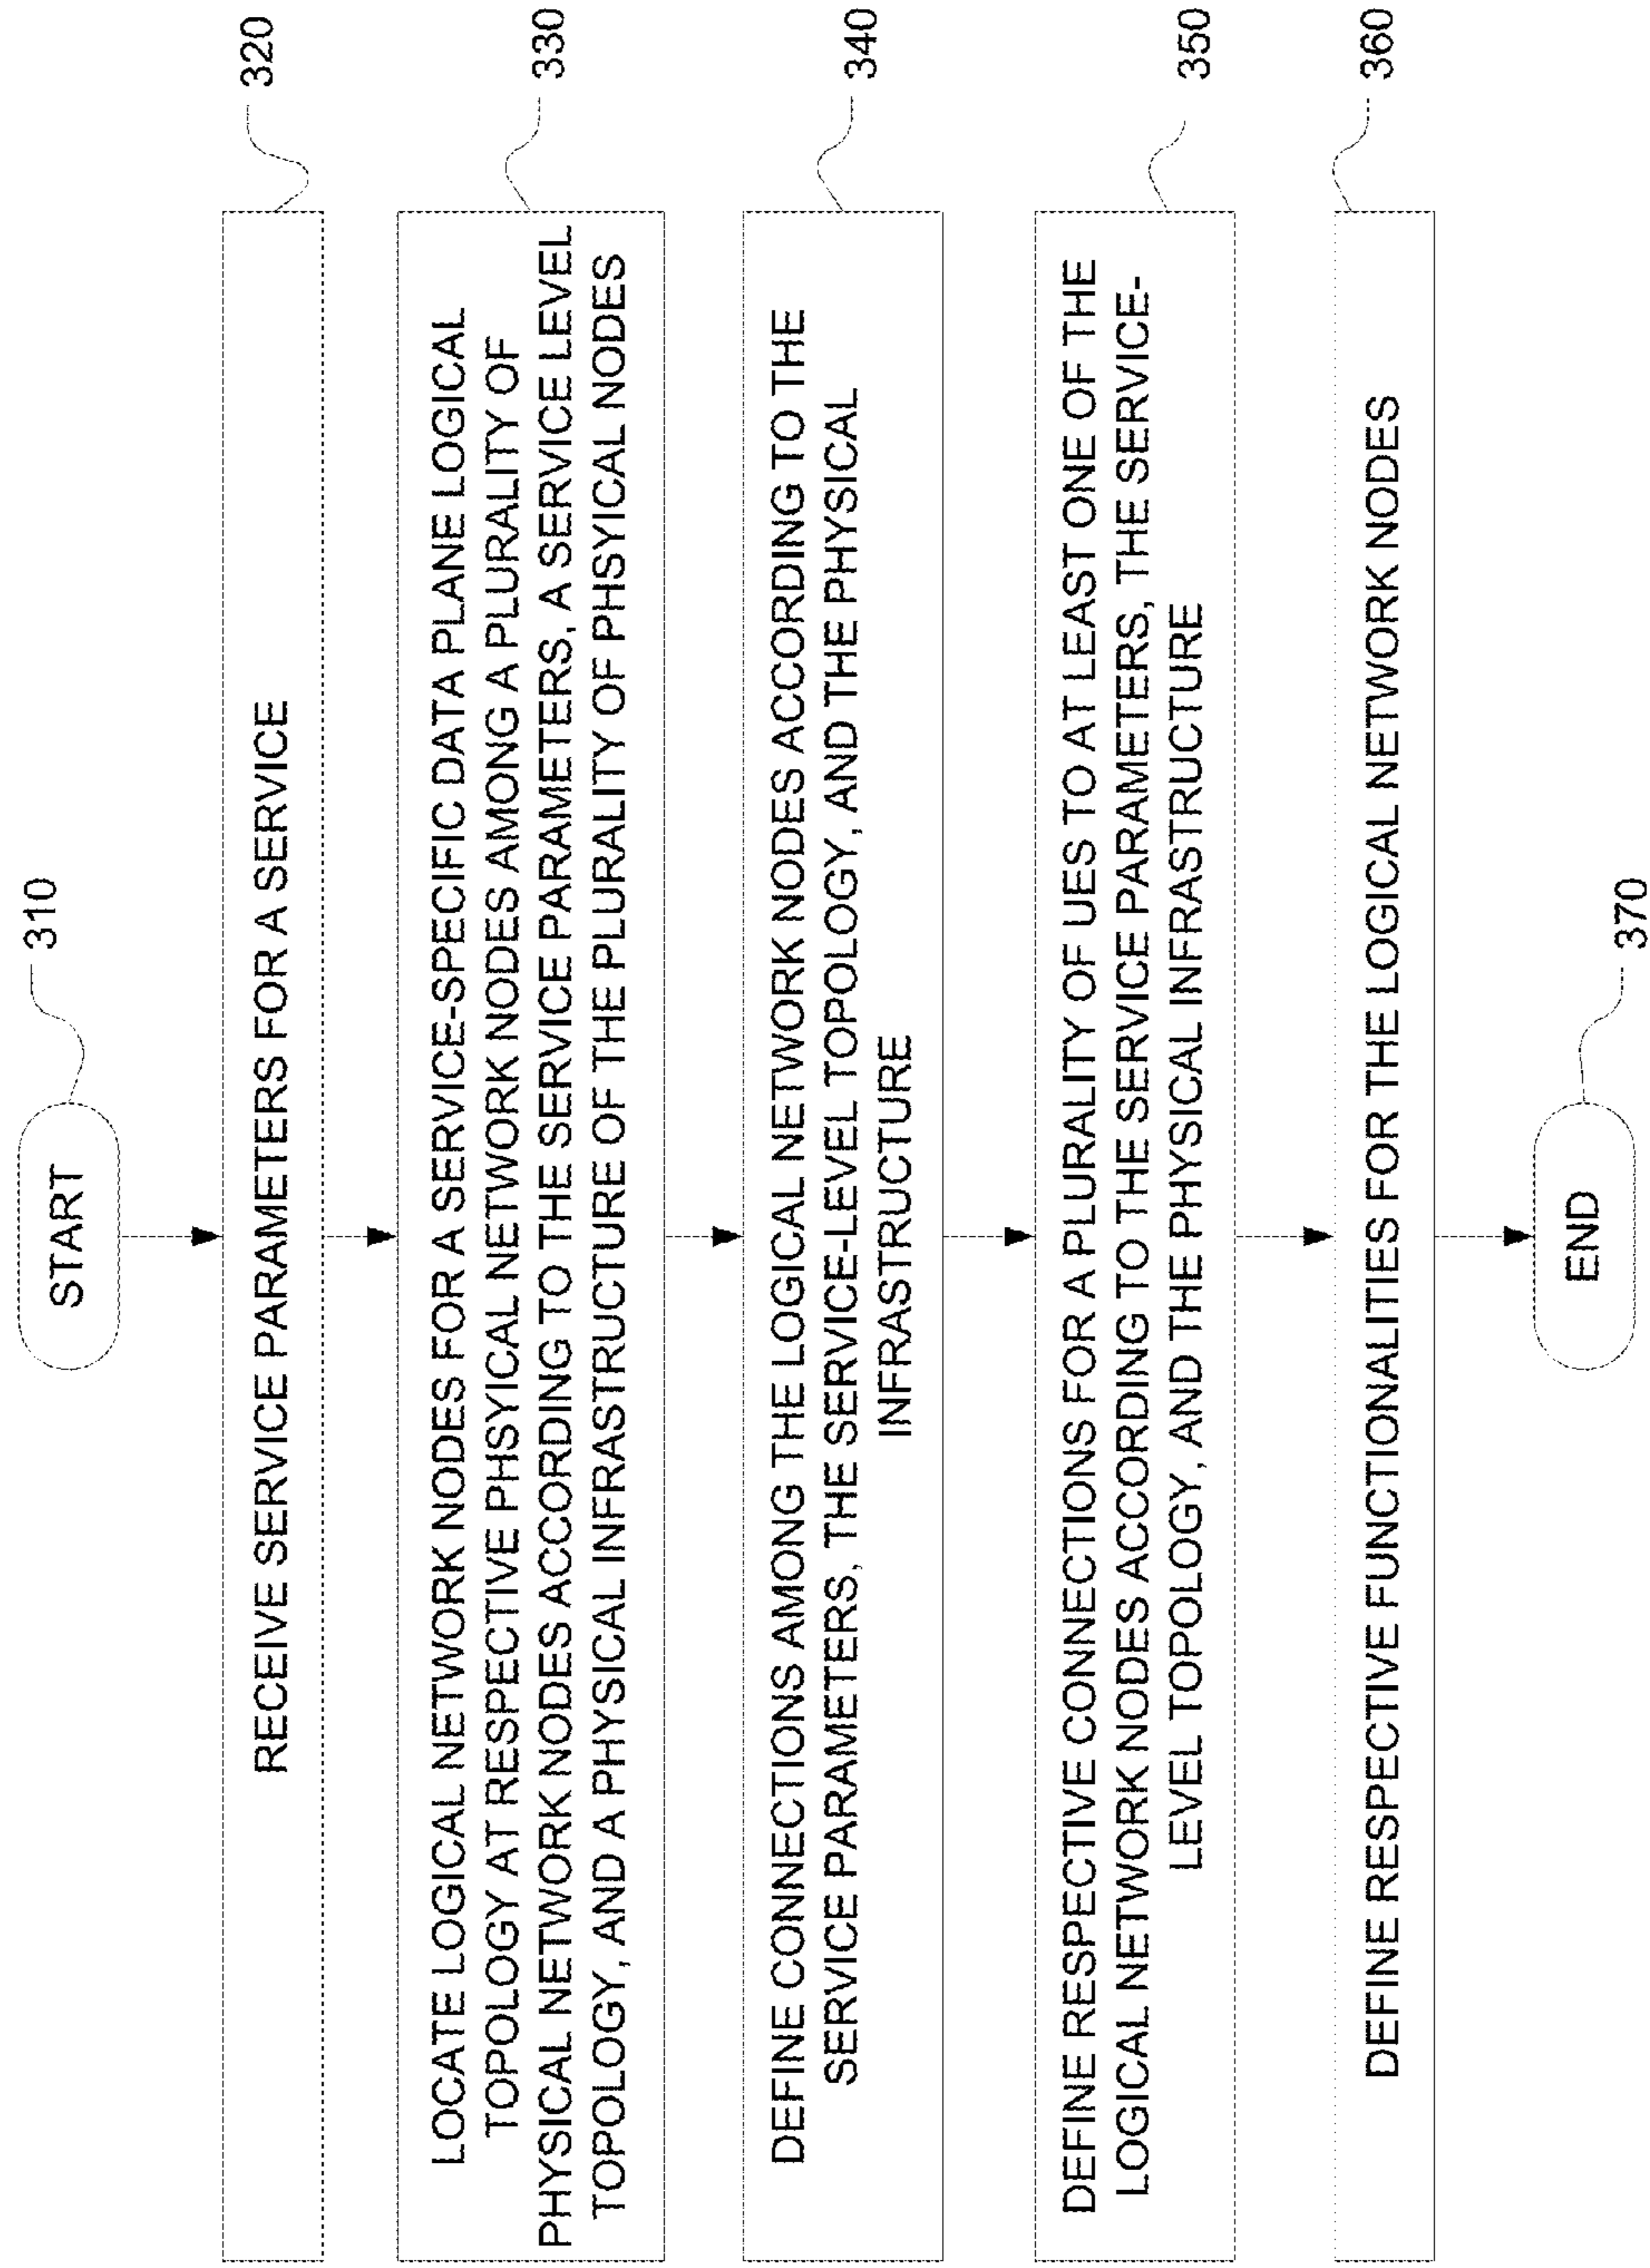 START
310
RECEIVE SERVICE PARAMETERS FOR A SERVICE
320
LOCATE LOGICAL NETWORK NODES FOR A SERVICE-SPECIFIC DATA PLANE LOGICAL
TOPOLOGY AT RESPECTIVE PHSYICAL NETWORK NODES AMONG A PLURALITY OF
PHYSICAL NETWORK NODES ACCORDING TO THE SERVICE PARAMETERS, A SERVICE LEVEL
TOPOLOGY, AND A PHYSICAL INFRASTRUCTURE OF THE PLURALITY OF PHSYICAL NODES
330
DEFINE CONNECTIONS AMONG THE LOGICAL NETWORK NODES ACCORDING TO THE
SERVICE PARAMETERS, THE SERVICE-LEVEL TOPOLOGY, AND THE PHYSICAL
INFRASTRUCTURE
340
DEFINE RESPECTIVE CONNECTIONS FOR A PLURALITY OF UES TO AT LEAST ONE OF THE
LOGICAL NETWORK NODES ACCORDING TO THE SERVICE PARAMETERS, THE SERVICE-
LEVEL TOPOLOGY, AND THE PHYSICAL INFRASTRUCTURE
350
DEFINE RESPECTIVE FUNCTIONALITIES FOR THE LOGICAL NETWORK NODES
360
END
370